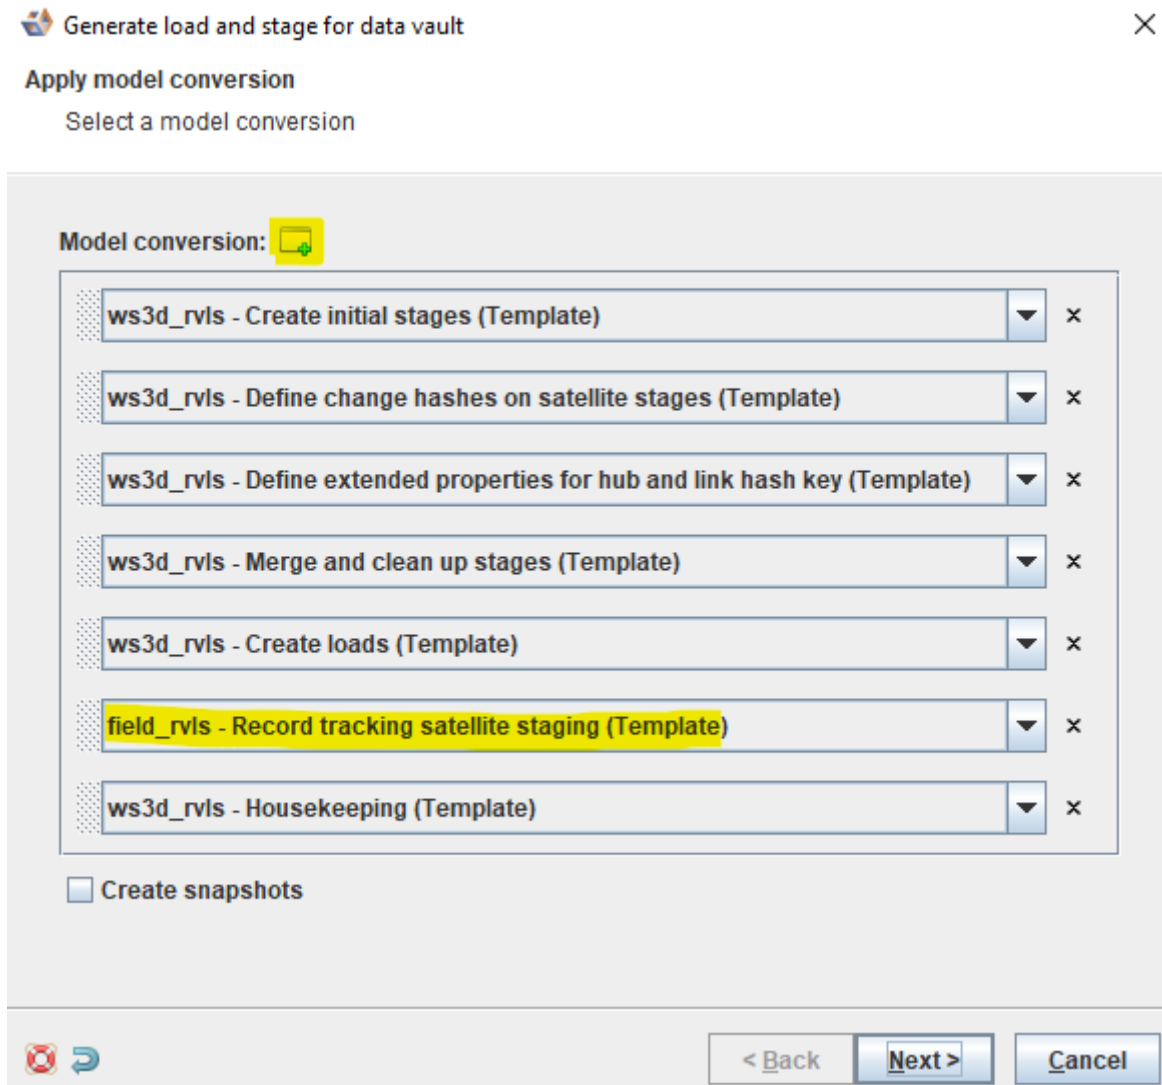 Generate load and stage for data vault
Apply model conversion
Select a model conversion
Model conversion:
ws3d_rvls - Create initial stages (Template)
ws3d_rvls - Define change hashes on satellite stages (Template)
ws3d_rvls - Define extended properties for hub and link hash key (Template)
ws3d_rvls - Merge and clean up stages (Template)
ws3d_rvls - Create loads (Template)
field_rvls - Record tracking satellite staging (Template)
ws3d_rvls - Housekeeping (Template)
Create snapshots
< Back Next > Cancel